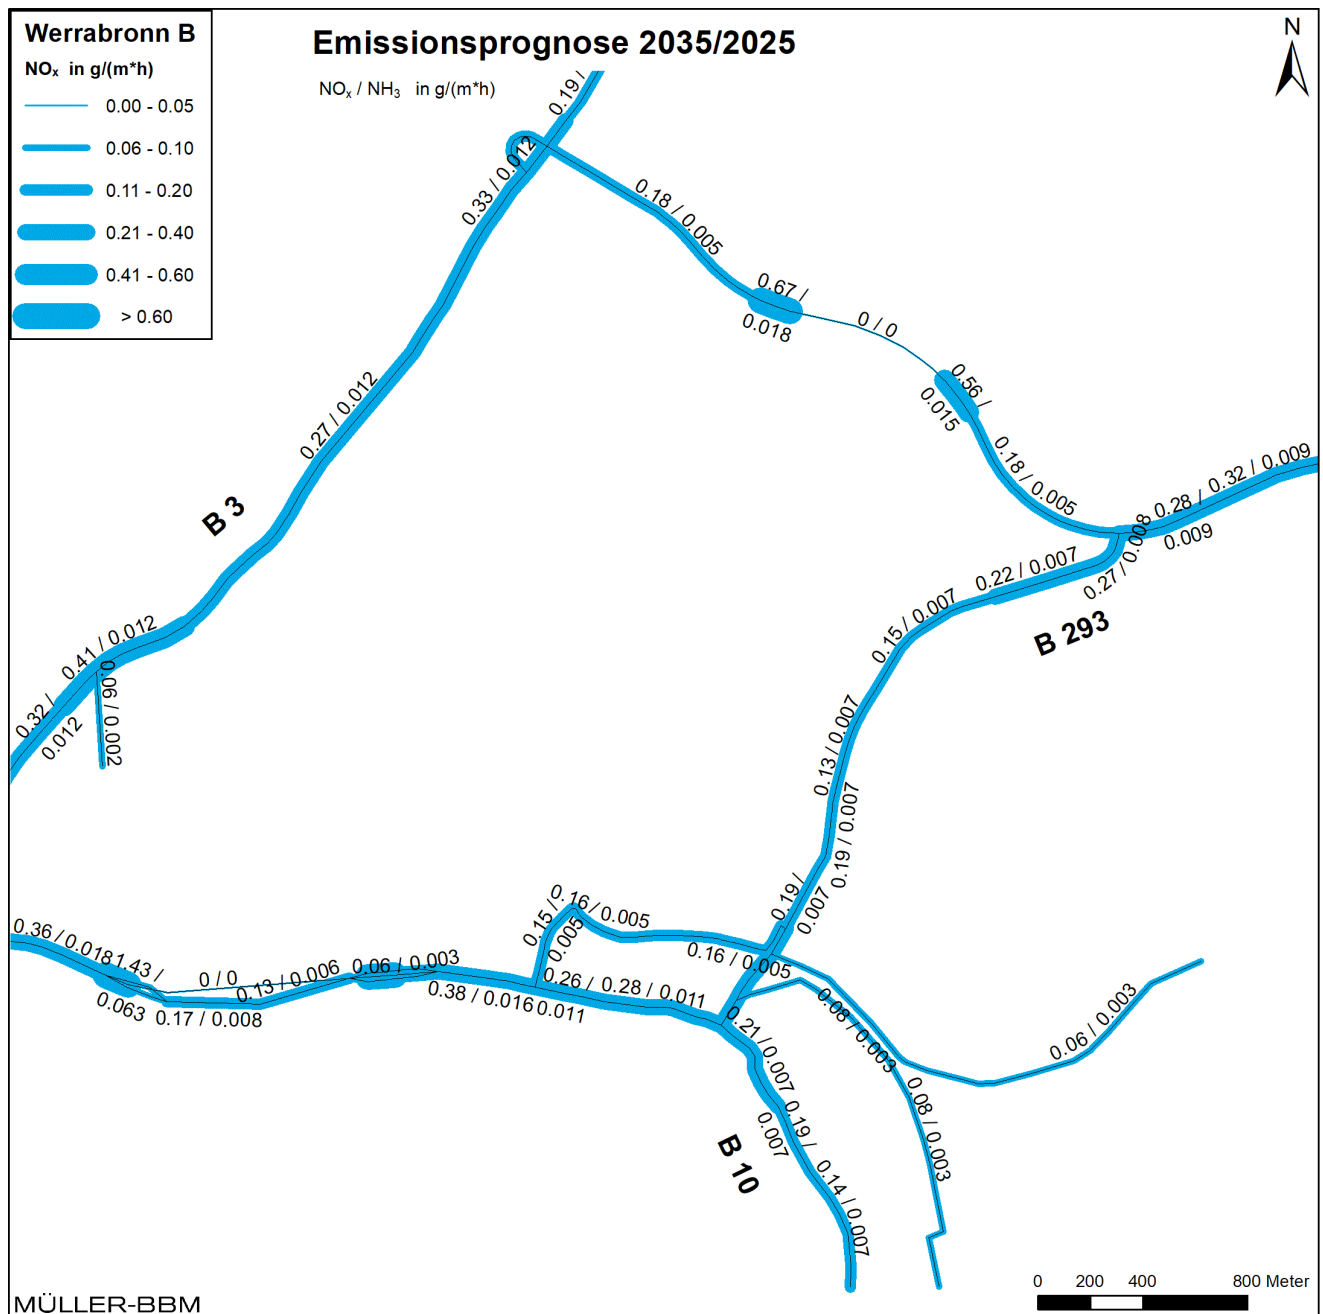 Werrabronn B
NOₓ in g/(m*h)
0.00 - 0.05
0.06 - 0.10
0.11 - 0.20
0.21 - 0.40
0.41 - 0.60
> 0.60
Emissionsprognose 2035/2025
NOₓ / NH₃ in g/(m*h)
N
0.19 /
0.33 / 0.012
0.18 / 0.005
0.67 /
0.018
0 / 0
0.56 /
0.015
0.27 / 0.012
0.18 / 0.005
0.28 / 0.32 / 0.009
0.009
B 3
0.27 / 0.008
0.22 / 0.007
B 293
0.15 / 0.007
0.41 / 0.012
0.06 / 0.002
0.32 /
0.012
0.13 / 0.007
0.19 / 0.007
0.19 /
0.007
0.16 / 0.005
0.15 /
0.005
0.16 / 0.005
0.36 / 0.018
1.43 /
0.063
0 / 0
0.13 / 0.006
0.06 / 0.003
0.17 / 0.008
0.38 / 0.016
0.26 / 0.28 / 0.011
0.011
0.08 / 0.003
0.06 / 0.003
0.21 / 0.007
0.08 / 0.003
0.19 /
0.007
0.14 / 0.007
B 10
0 200 400 800 Meter
MÜLLER-BBM